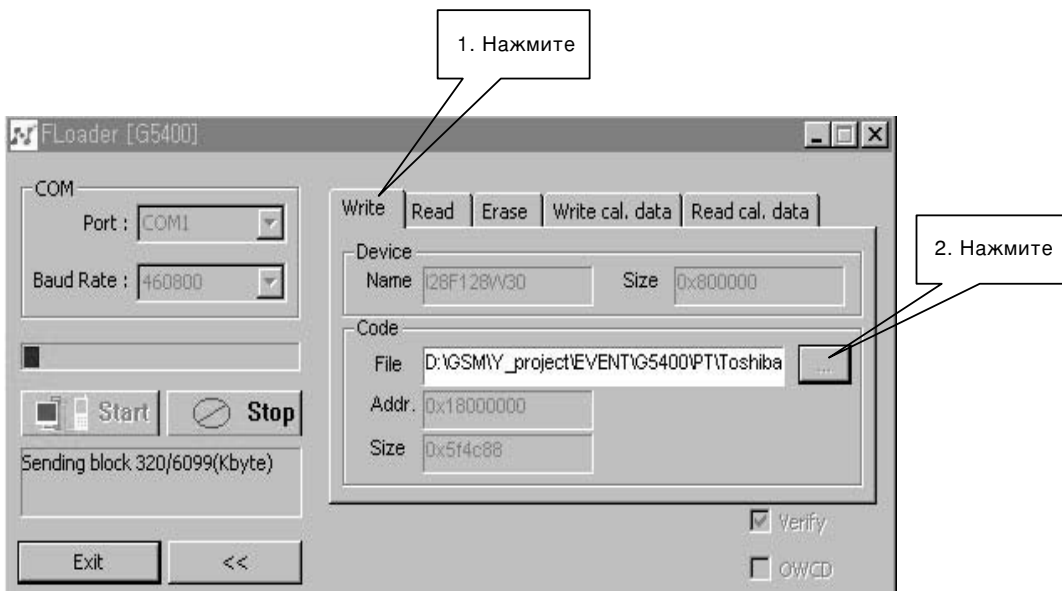 1. Нажмите
FLoader [G5400]
COM
Port : COM1
Baud Rate : 460800
Start Stop
Sending block 320/6099(Kbyte)
Exit <<
Write Read Erase Write cal. data Read cal. data
Device
Name I28F128W30 Size 0x800000
Code
File D:\GSM\Y_project\EVENT\G5400\PT\Toshiba ...
Addr. 0x18000000
Size 0x5f4c88
Verify
OWCD
2. Нажмите